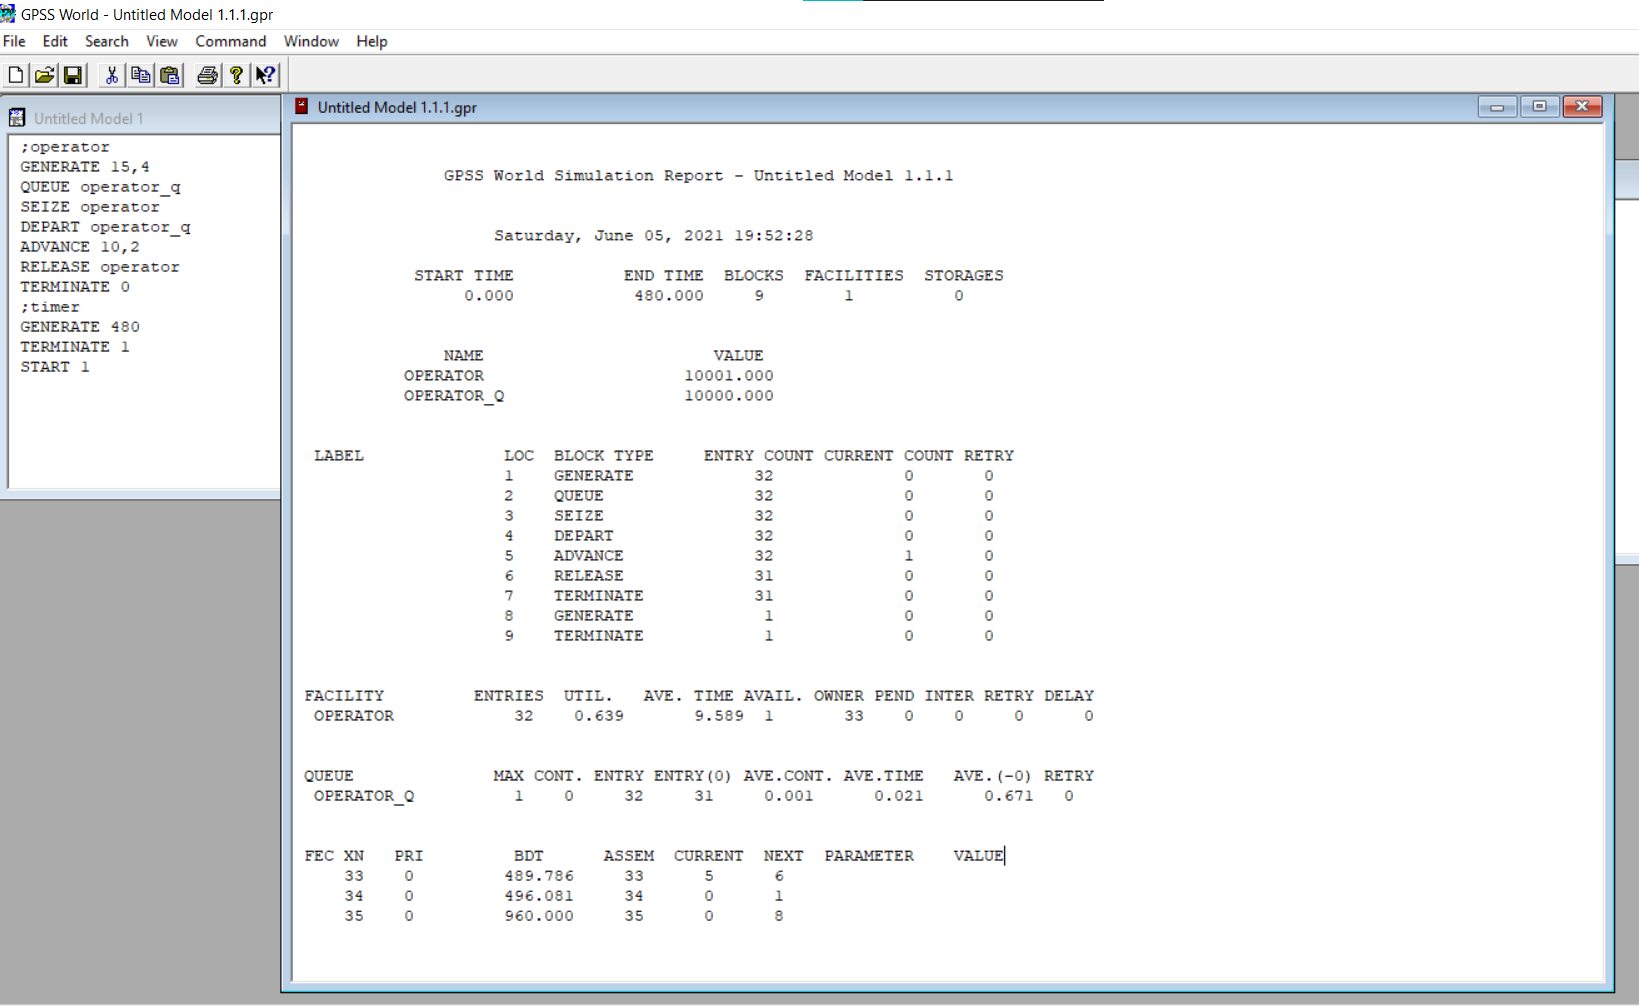 GPSS World - Untitled Model 1.1.1.gpr
File Edit Search View Command Window Help
Untitled Model 1
;operator
GENERATE 15,4
QUEUE operator_q
SEIZE operator
DEPART operator_q
ADVANCE 10,2
RELEASE operator
TERMINATE 0
;timer
GENERATE 480
TERMINATE 1
START 1
Untitled Model 1.1.1.gpr
GPSS World Simulation Report - Untitled Model 1.1.1
Saturday, June 05, 2021 19:52:28
START TIME END TIME BLOCKS FACILITIES STORAGES
0.000 480.000 9 1 0
NAME VALUE
OPERATOR 10001.000
OPERATOR_Q 10000.000
LABEL LOC BLOCK TYPE ENTRY COUNT CURRENT COUNT RETRY
1 GENERATE 32 0 0
2 QUEUE 32 0 0
3 SEIZE 32 0 0
4 DEPART 32 0 0
5 ADVANCE 32 1 0
6 RELEASE 31 0 0
7 TERMINATE 31 0 0
8 GENERATE 1 0 0
9 TERMINATE 1 0 0
FACILITY ENTRIES UTIL. AVE. TIME AVAIL. OWNER PEND INTER RETRY DELAY
OPERATOR 32 0.639 9.589 1 33 0 0 0 0
QUEUE MAX CONT. ENTRY ENTRY(0) AVE.CONT. AVE.TIME AVE.(-0) RETRY
OPERATOR_Q 1 0 32 31 0.001 0.021 0.671 0
FEC XN PRI BDT ASSEM CURRENT NEXT PARAMETER VALUE
33 0 489.786 33 5 6
34 0 496.081 34 0 1
35 0 960.000 35 0 8